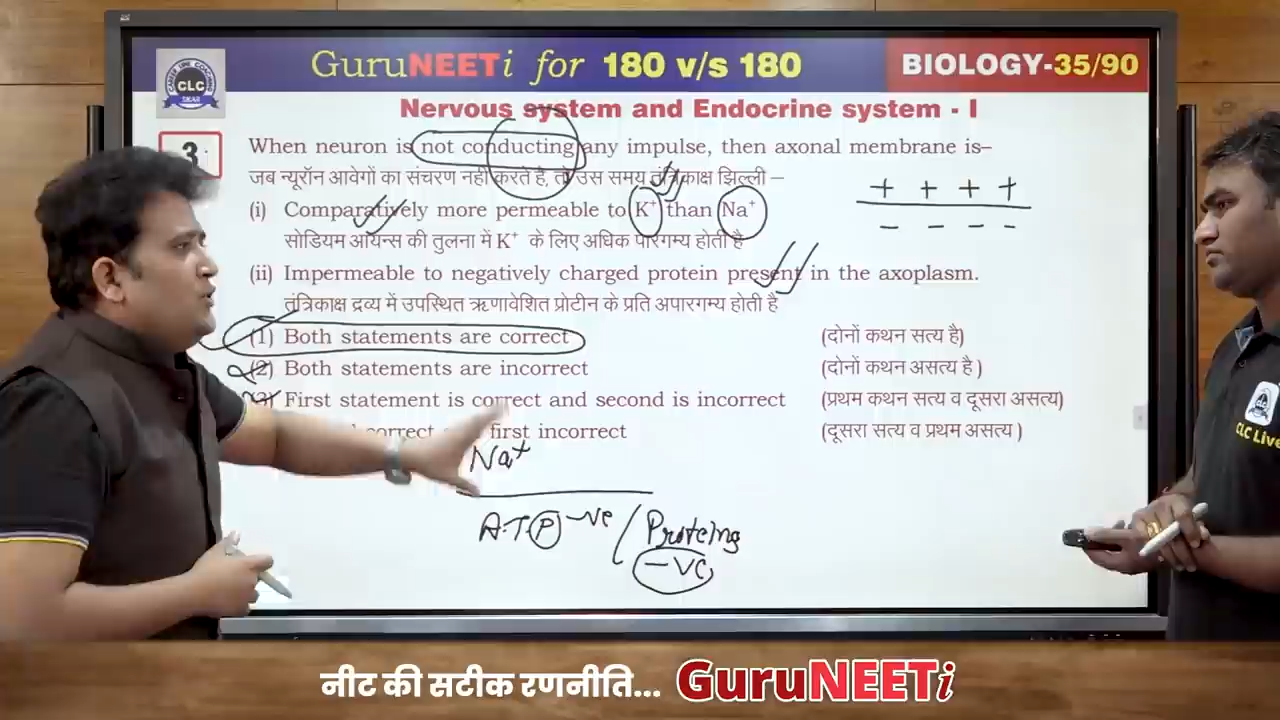 GuruNEETi for 180 v/s 180
BIOLOGY-35/90
CLC
SIKAR
Nervous system and Endocrine system - I
3.
When neuron is not conducting any impulse, then axonal membrane is–
जब न्यूरॉन आवेगों का संचरण नहीं करते है, तो उस समय तंत्रिकाक्ष झिल्ली –
+ + + +
– – – –
(i) Comparatively more permeable to K⁺ than Na⁺
सोडियम आयन्स की तुलना में K⁺ के लिए अधिक पारगम्य होती है
(ii) Impermeable to negatively charged protein present in the axoplasm.
तंत्रिकाक्ष द्रव्य में उपस्थित ऋणावेशित प्रोटीन के प्रति अपारगम्य होती है
(1) Both statements are correct (दोनों कथन सत्य है)
(2) Both statements are incorrect (दोनों कथन असत्य है )
First statement is correct and second is incorrect (प्रथम कथन सत्य व दूसरा असत्य)
correct first incorrect (दूसरा सत्य व प्रथम असत्य )
Na⁺
A.T.P -ve / Proteins
-ve
CLC
CLC Live
नीट की सटीक रणनीति... GuruNEETi